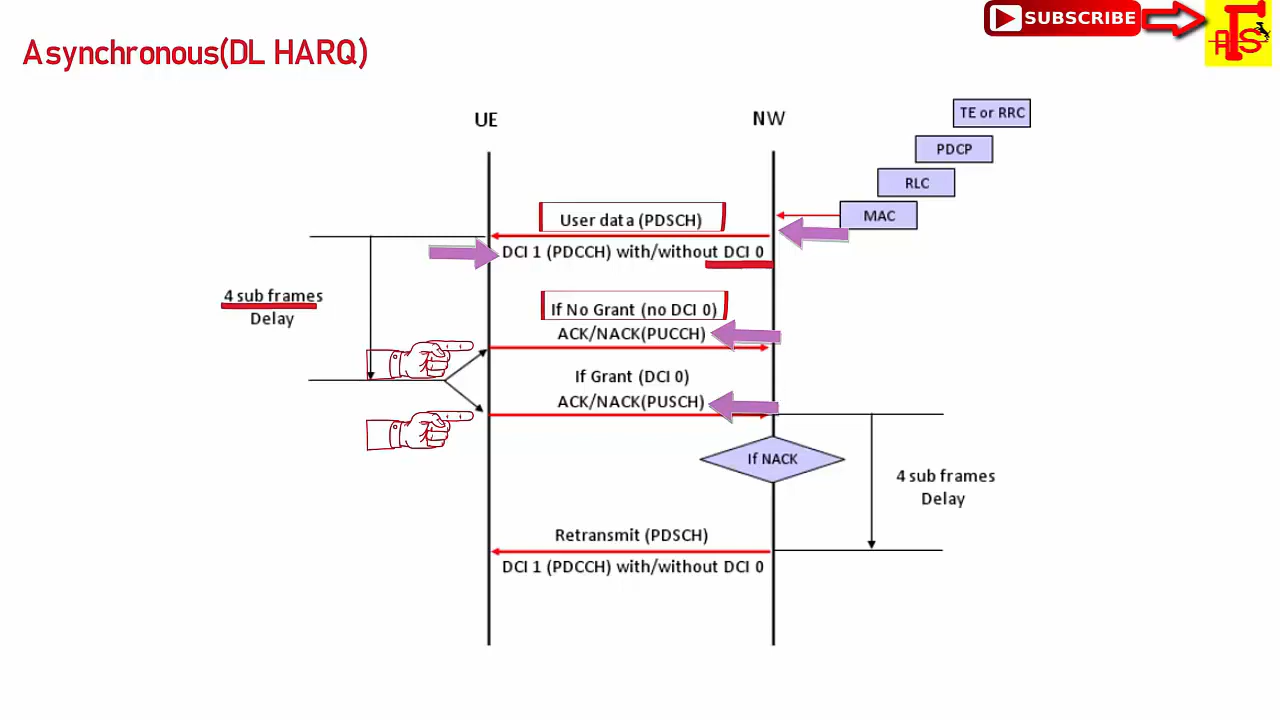 SUBSCRIBE
Asynchronous(DL HARQ)
UE
NW
TE or RRC
PDCP
RLC
MAC
User data (PDSCH)
DCI 1 (PDCCH) with/without DCI 0
4 sub frames
Delay
If No Grant (no DCI 0)
ACK/NACK(PUCCH)
If Grant (DCI 0)
ACK/NACK(PUSCH)
If NACK
4 sub frames
Delay
Retransmit (PDSCH)
DCI 1 (PDCCH) with/without DCI 0